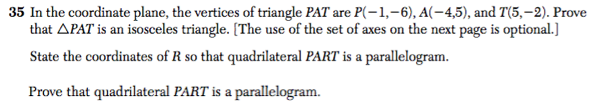 35 In the coordinate plane, the vertices of triangle PAT are P(−1,−6), A(−4,5), and T(5,−2). Prove
that △PAT is an isosceles triangle. [The use of the set of axes on the next page is optional.]
State the coordinates of R so that quadrilateral PART is a parallelogram.
Prove that quadrilateral PART is a parallelogram.